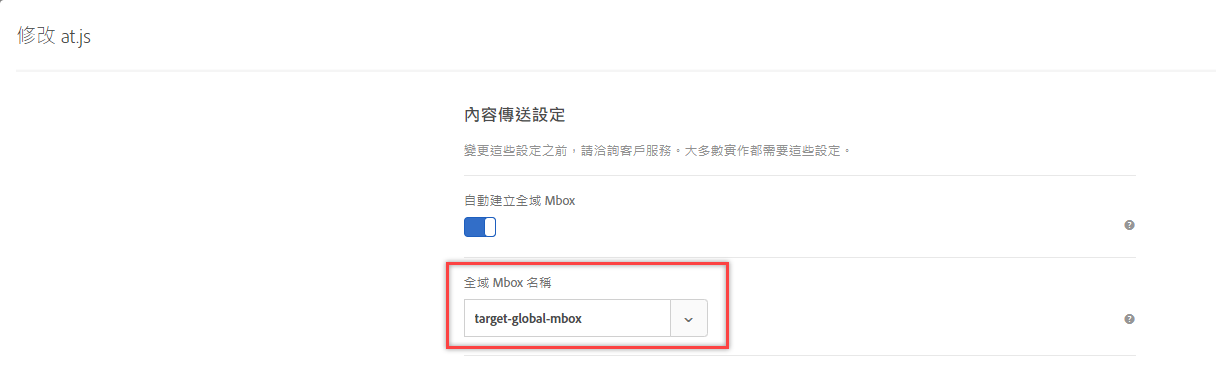 修改 at.js
內容傳送設定
變更這些設定之前，請洽詢客戶服務。大多數實作都需要這些設定。
自動建立全域 Mbox
全域 Mbox 名稱
target-global-mbox